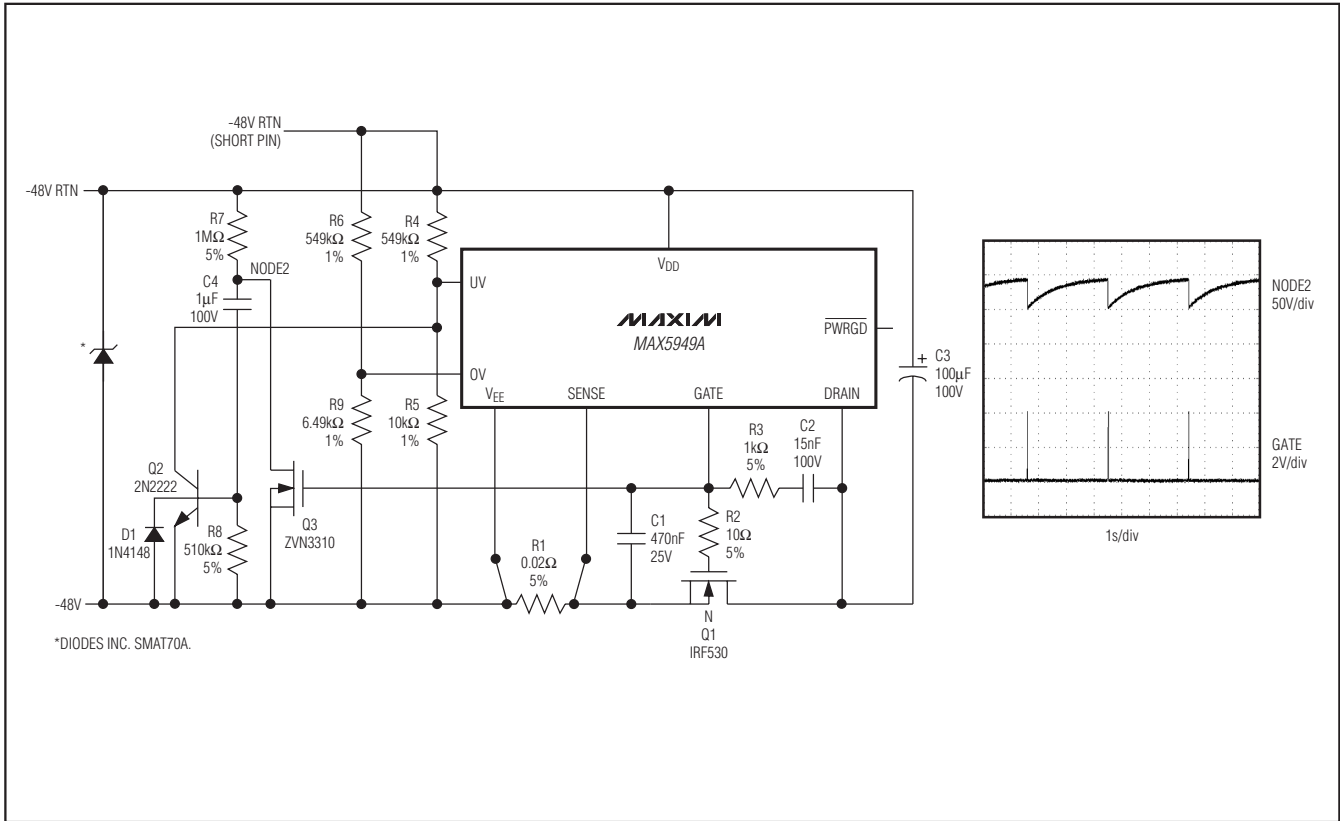 -48V RTN
(SHORT PIN)
-48V RTN
R7
1MΩ
5%
R6
549kΩ
1%
R4
549kΩ
1%
NODE2
C4
1μF
100V
UV
VDD
MAXIM
MAX5949A
PWRGD
OV
VEE
SENSE
GATE
DRAIN
*
C3
+
100μF
100V
R9
6.49kΩ
1%
R5
10kΩ
1%
R3
1kΩ
5%
C2
15nF
100V
Q2
2N2222
D1
1N4148
R8
510kΩ
5%
Q3
ZVN3310
R1
0.02Ω
5%
C1
470nF
25V
R2
10Ω
5%
-48V
N
Q1
IRF530
*DIODES INC. SMAT70A.
NODE2
50V/div
GATE
2V/div
1s/div